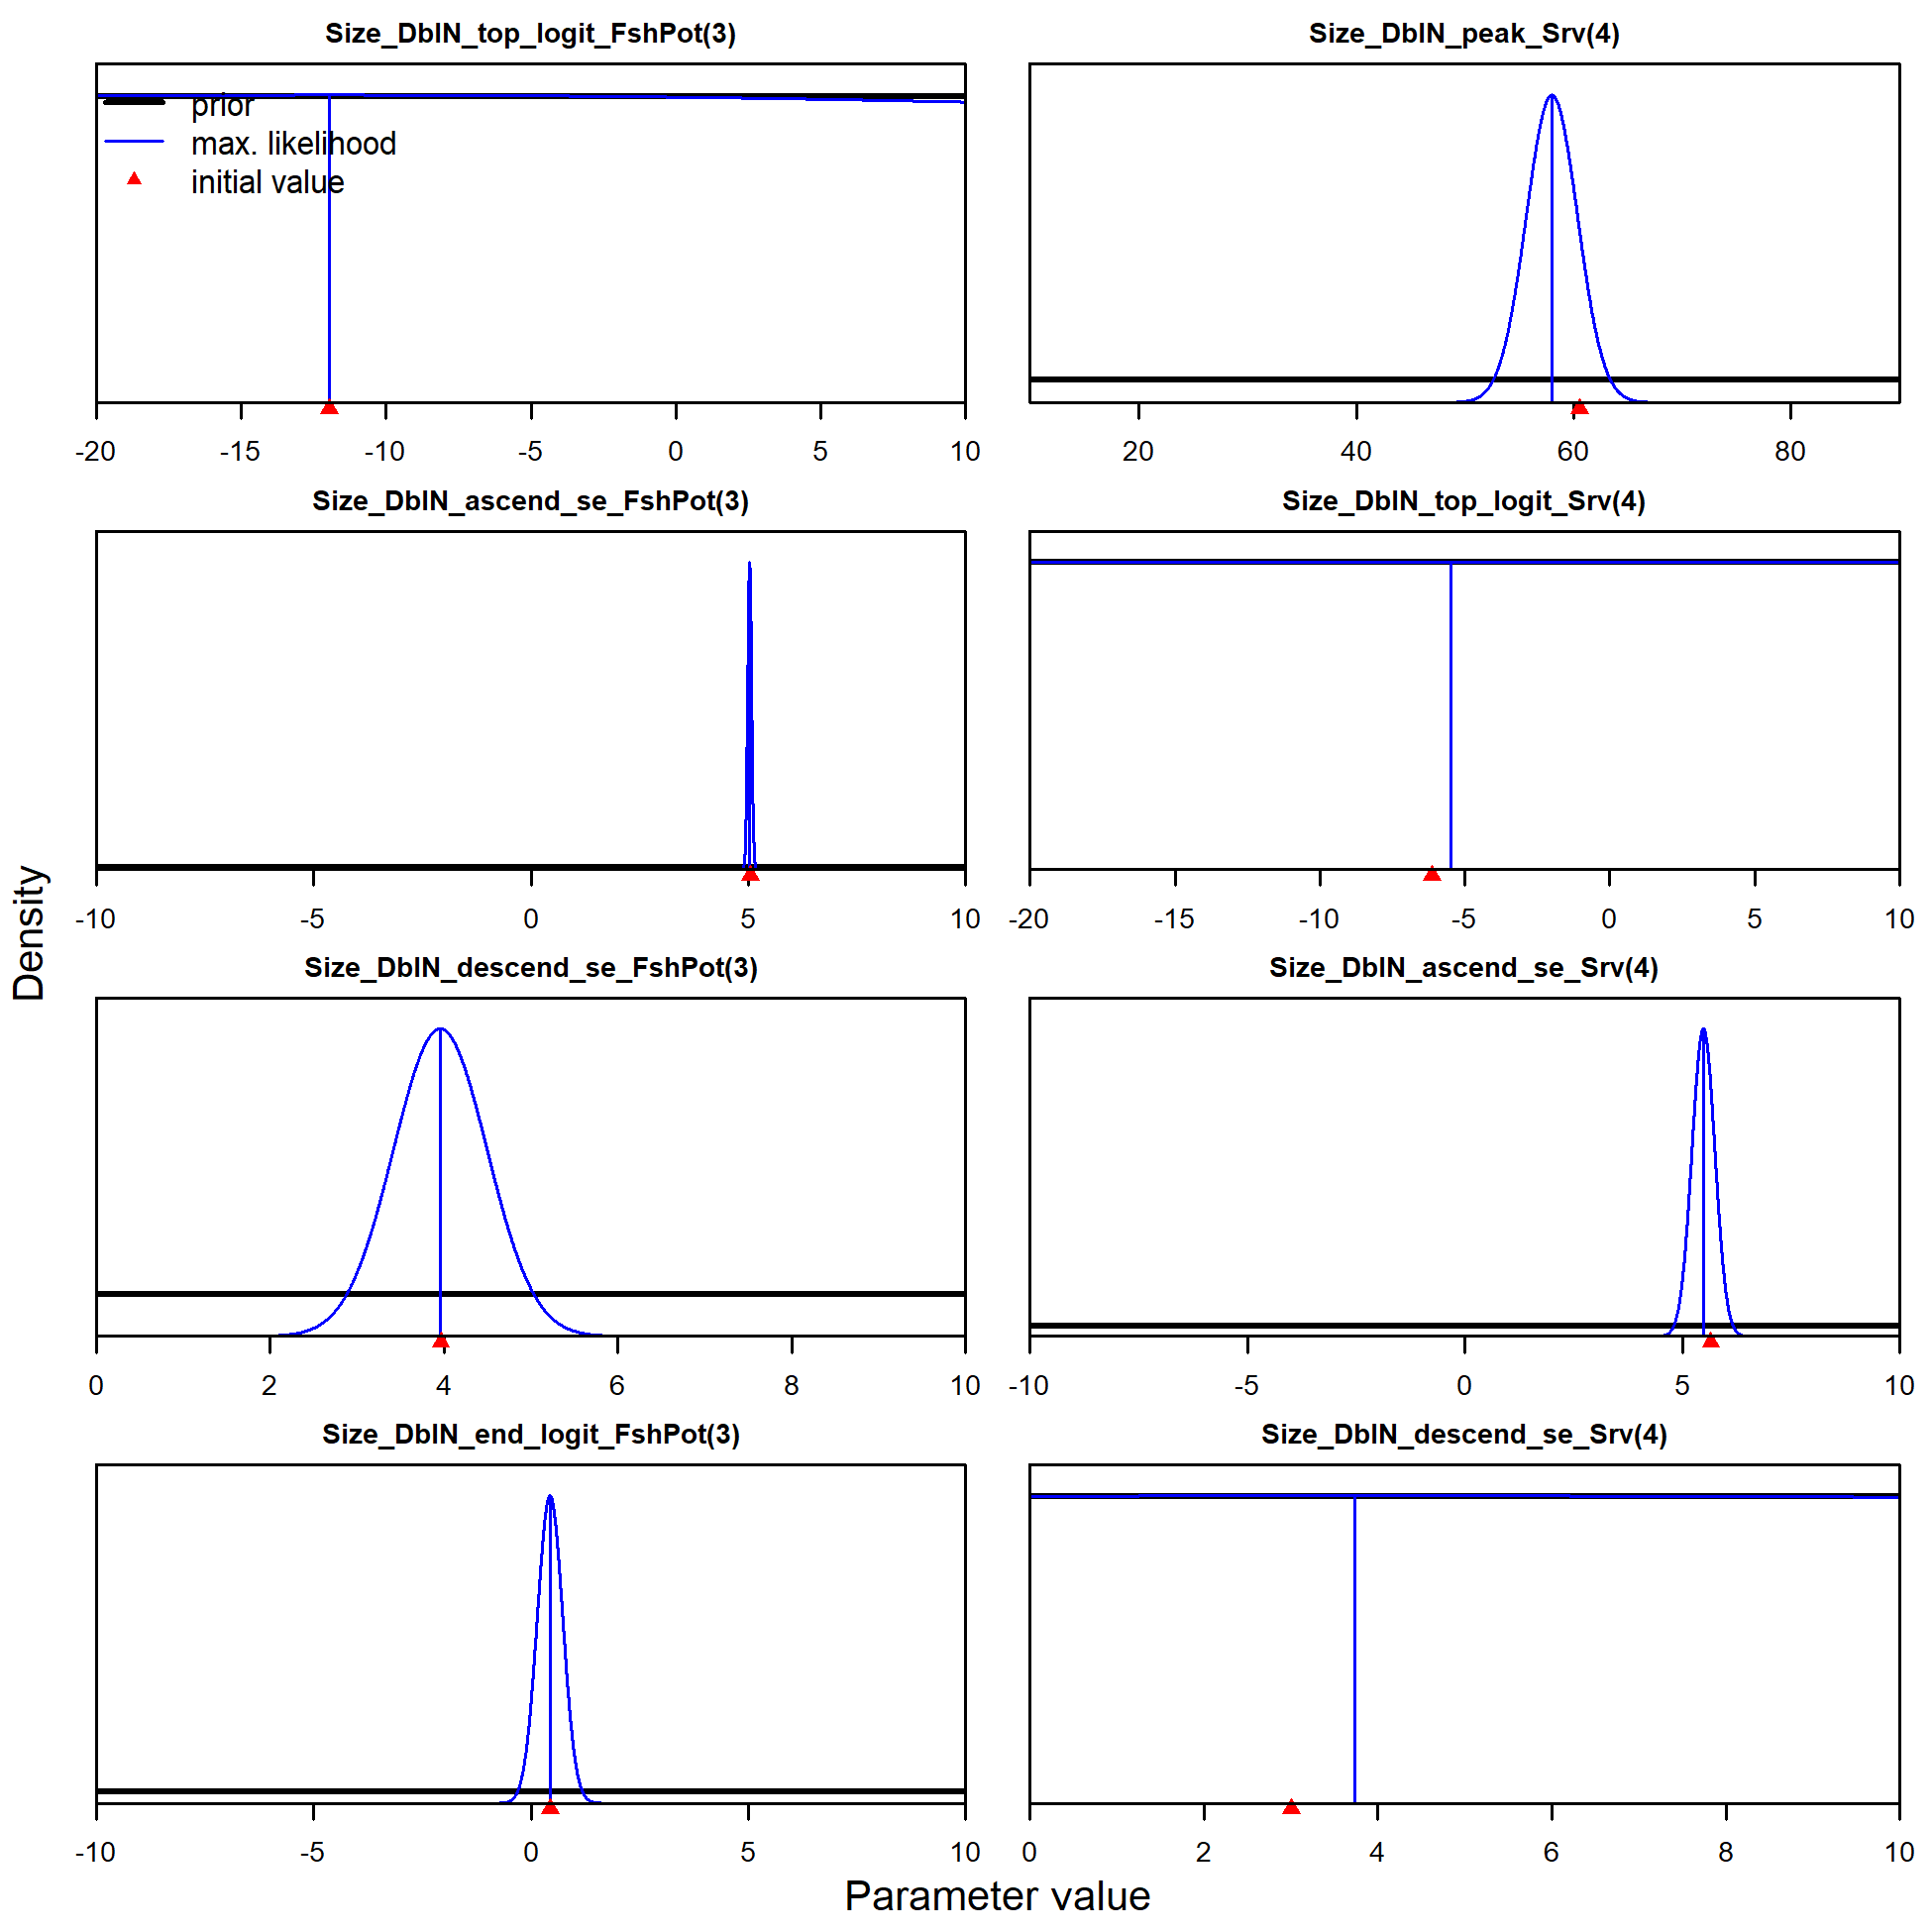 Size_DblN_top_logit_FshPot(3)
prior
max. likelihood
initial value
-20 -15 -10 -5 0 5 10
Size_DblN_peak_Srv(4)
20 40 60 80
Size_DblN_ascend_se_FshPot(3)
-10 -5 0 5 10
Size_DblN_top_logit_Srv(4)
-20 -15 -10 -5 0 5 10
Size_DblN_descend_se_FshPot(3)
0 2 4 6 8 10
Size_DblN_ascend_se_Srv(4)
-10 -5 0 5 10
Size_DblN_end_logit_FshPot(3)
-10 -5 0 5 10
Size_DblN_descend_se_Srv(4)
0 2 4 6 8 10
Density
Parameter value